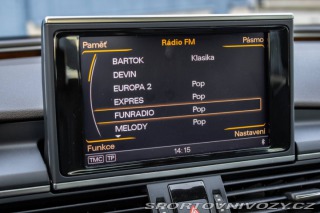 Paměť Rádio FM Pásmo
BARTOK Klasika
DEVIN
EUROPA 2 Pop
EXPRES Pop
FUNRADIO Pop
MELODY Pop
Funkce Nastavení
TMC TP 14:15
SPORTOVNIVOZY.CZ